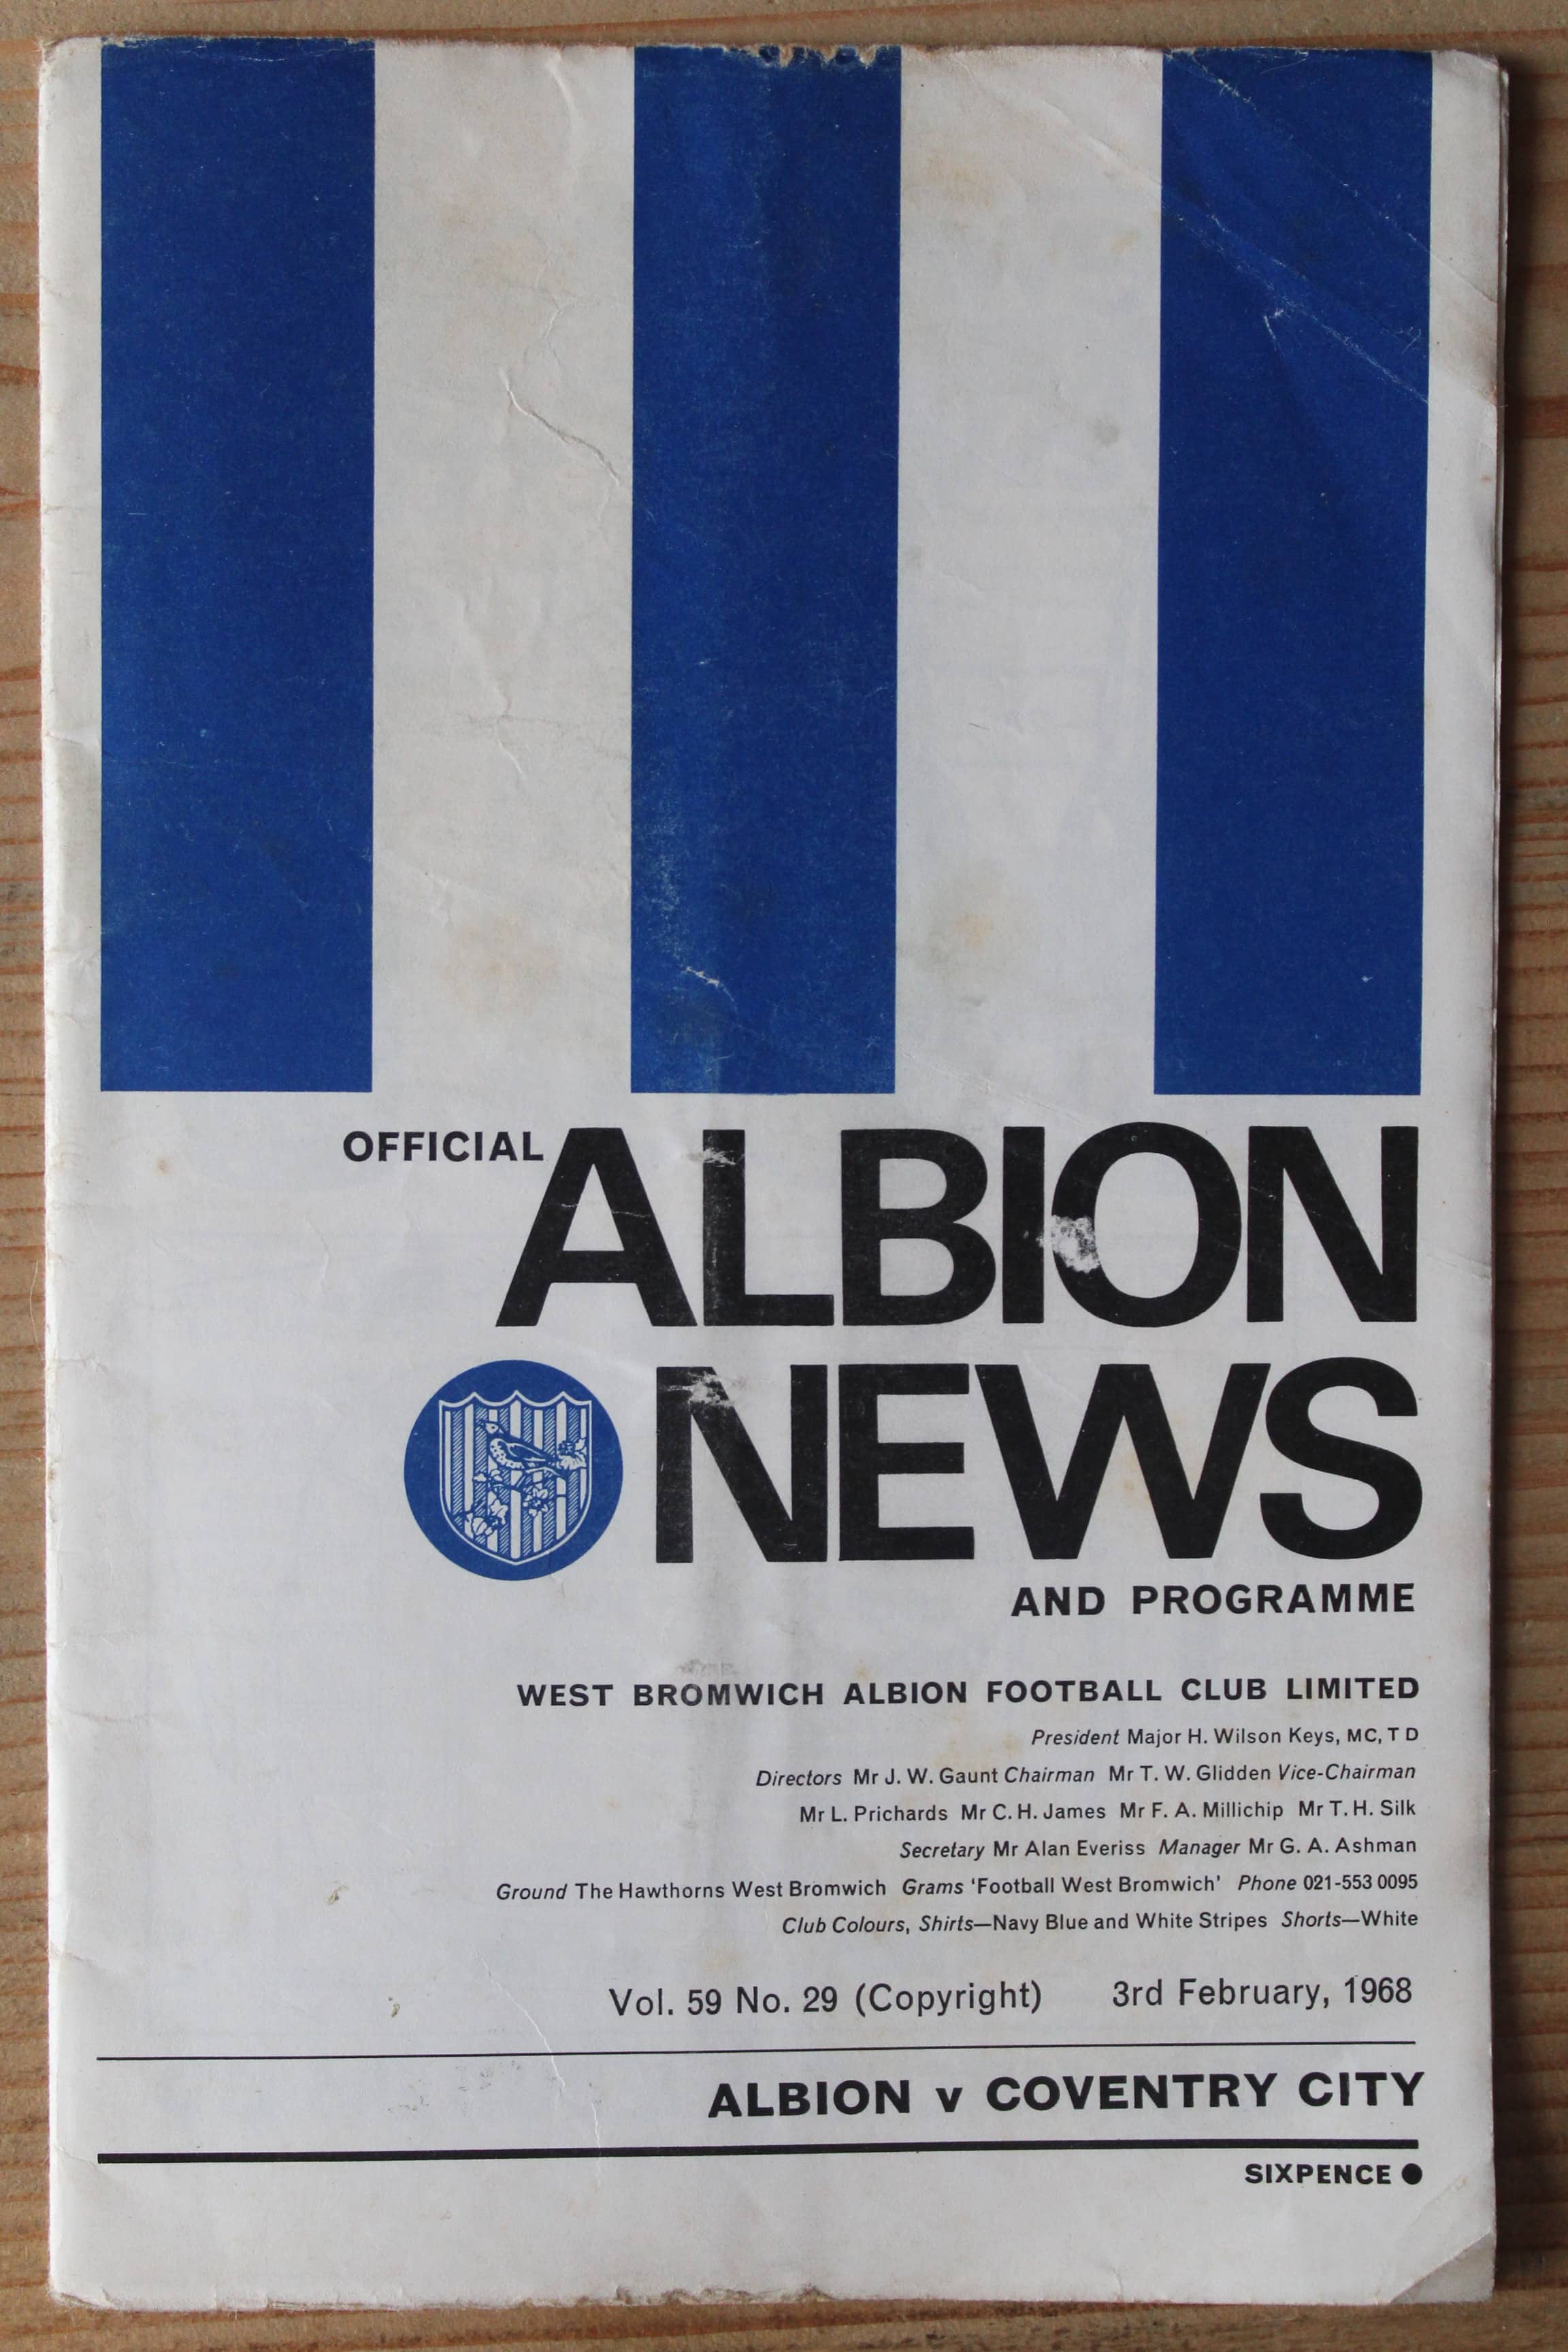 OFFICIAL ALBION
NEWS
AND PROGRAMME
WEST BROMWICH ALBION FOOTBALL CLUB LIMITED
President Major H. Wilson Keys, MC, T D
Directors Mr J. W. Gaunt Chairman Mr T. W. Glidden Vice-Chairman
Mr L. Prichards Mr C. H. James Mr F. A. Millichip Mr T. H. Silk
Secretary Mr Alan Everiss Manager Mr G. A. Ashman
Ground The Hawthorns West Bromwich Grams ‘Football West Bromwich’ Phone 021-553 0095
Club Colours, Shirts—Navy Blue and White Stripes Shorts—White
Vol. 59 No. 29 (Copyright) 3rd February, 1968
ALBION v COVENTRY CITY
SIXPENCE ●